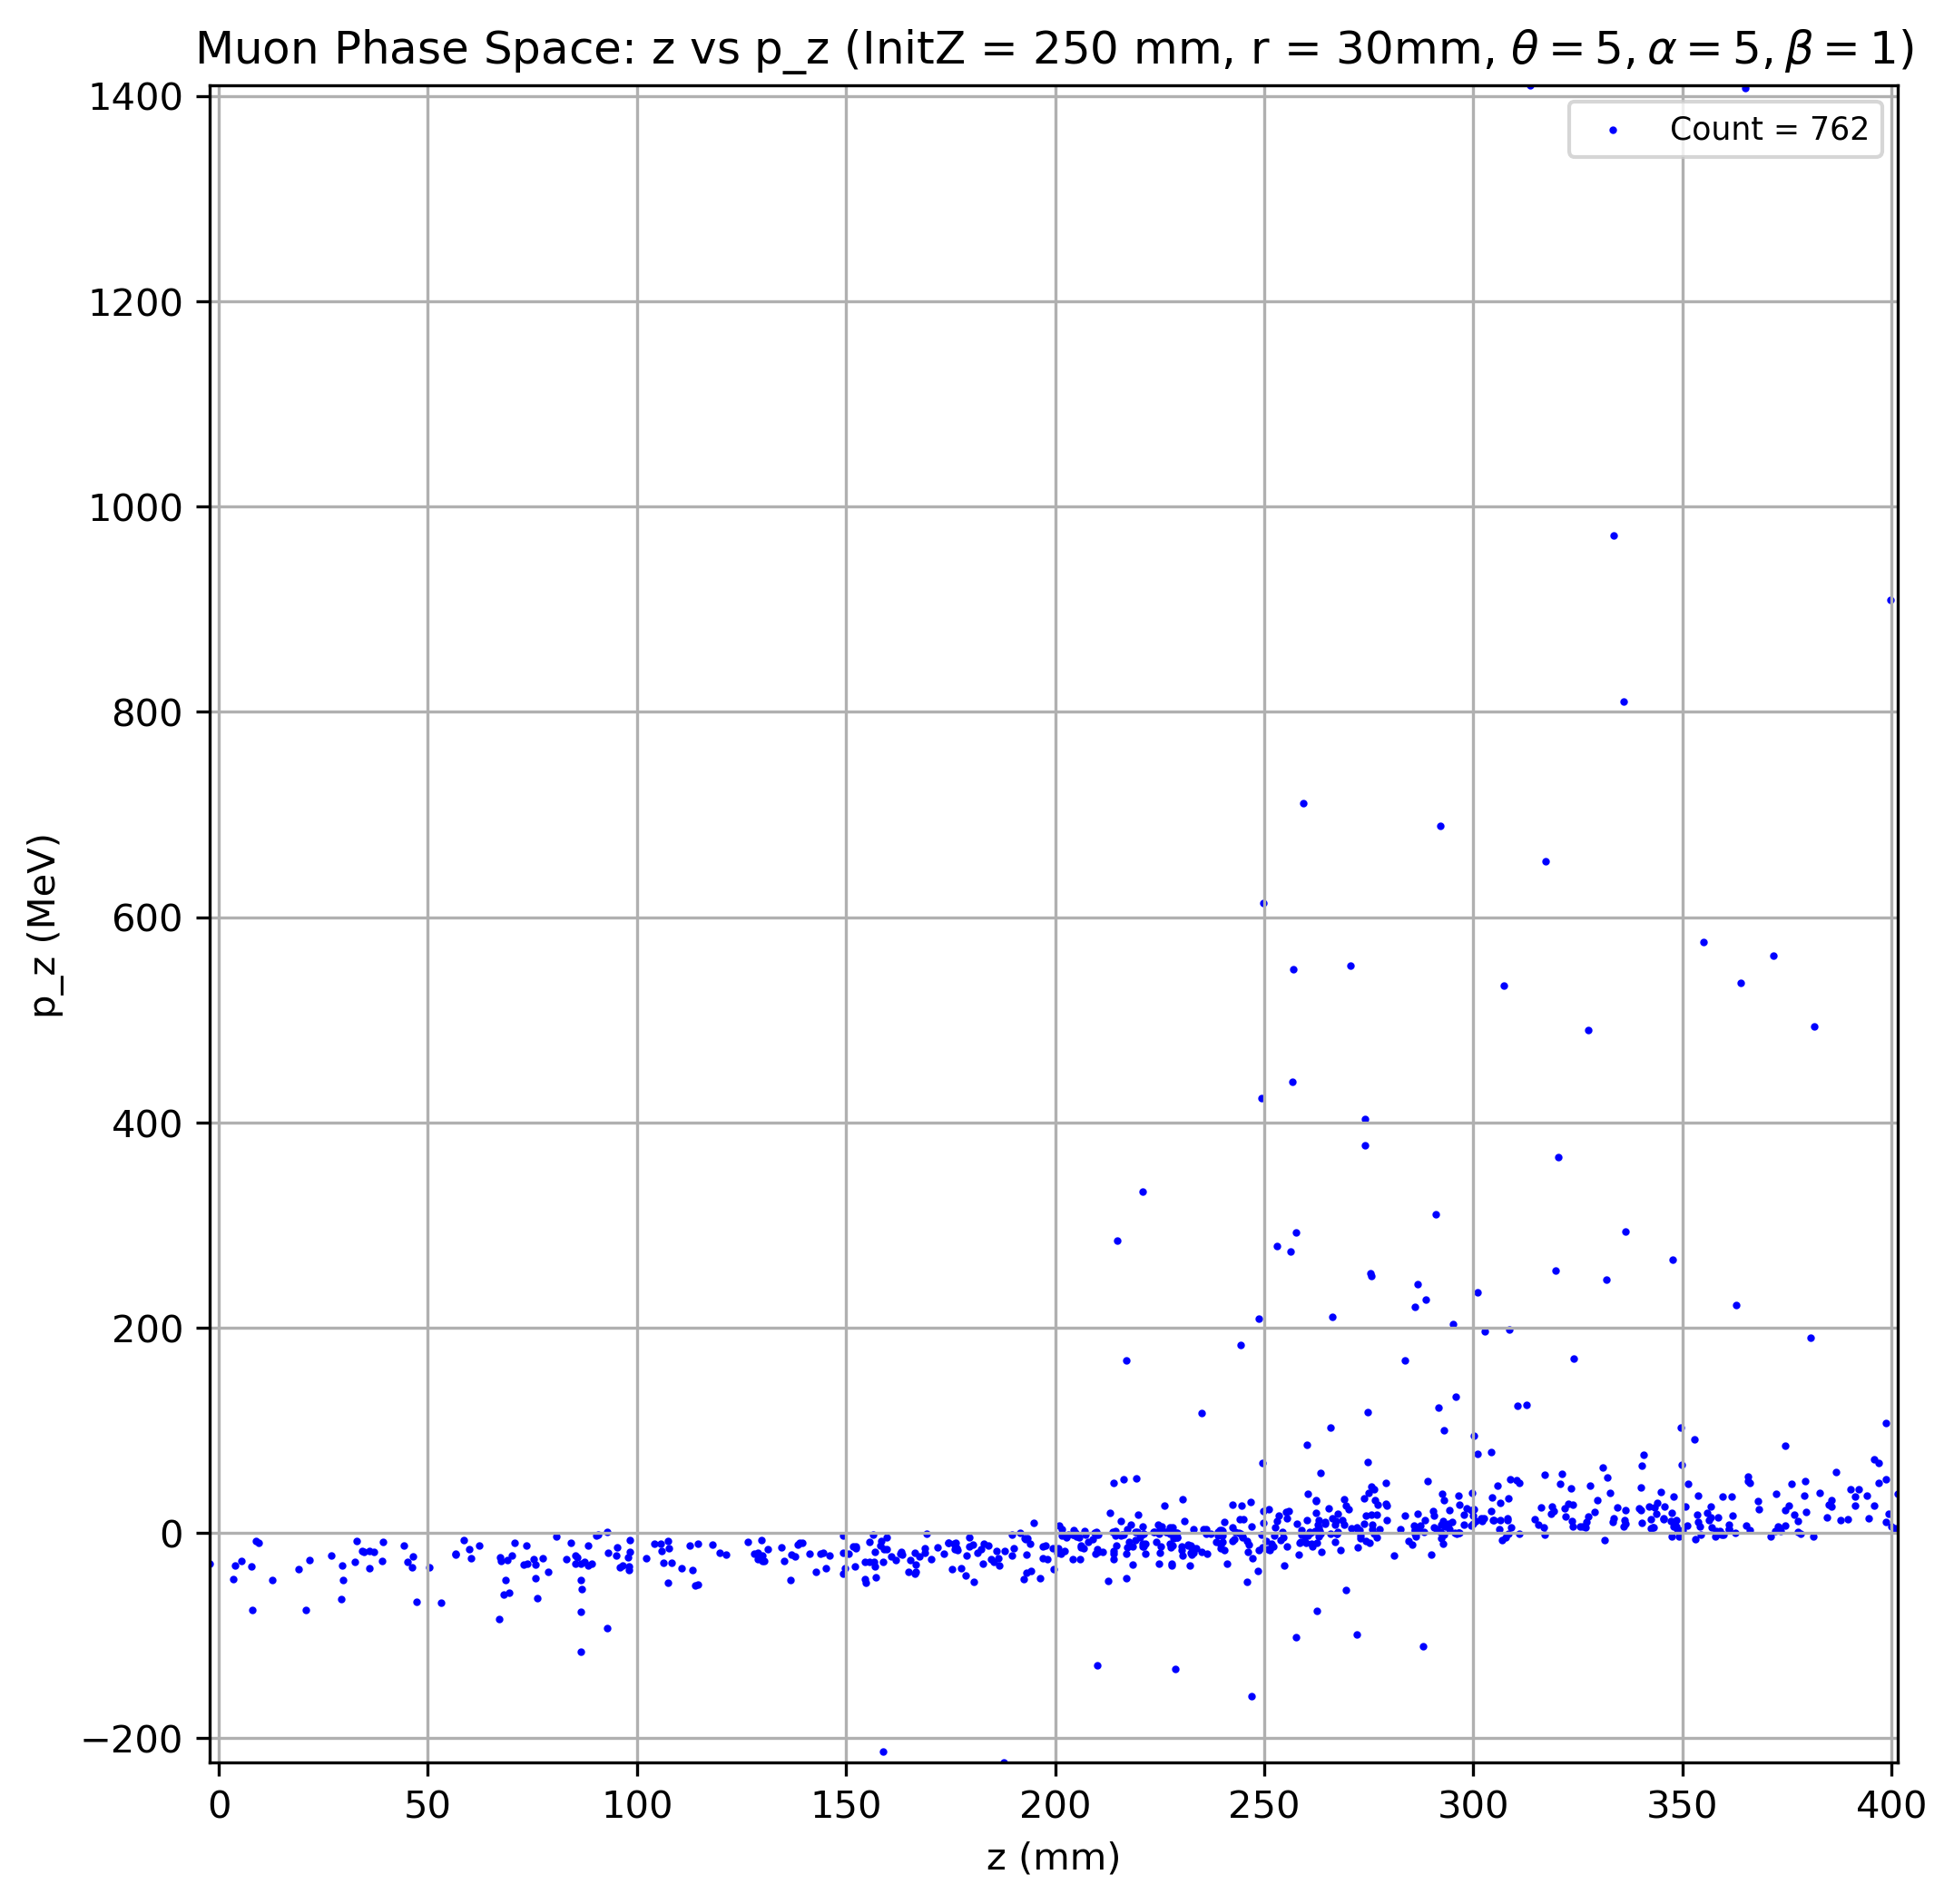 Muon Phase Space: z vs p_z (InitZ = 250 mm, r = 30mm, θ = 5, α = 5, β = 1)
Count = 762
1400
1200
1000
800
600
400
200
0
−200
p_z (MeV)
0 50 100 150 200 250 300 350 400
z (mm)